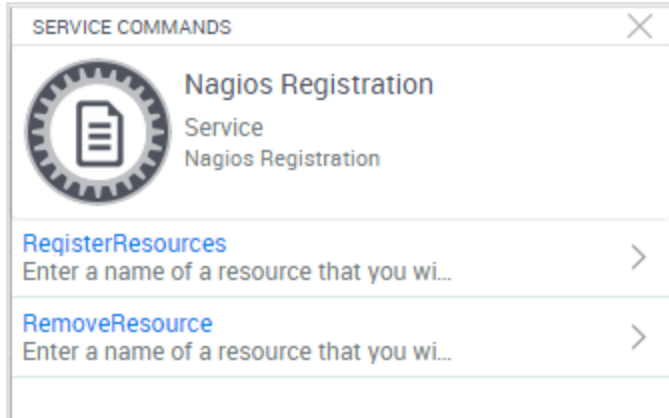 SERVICE COMMANDS
Nagios Registration
Service
Nagios Registration
RegisterResources
Enter a name of a resource that you wi...
RemoveResource
Enter a name of a resource that you wi...